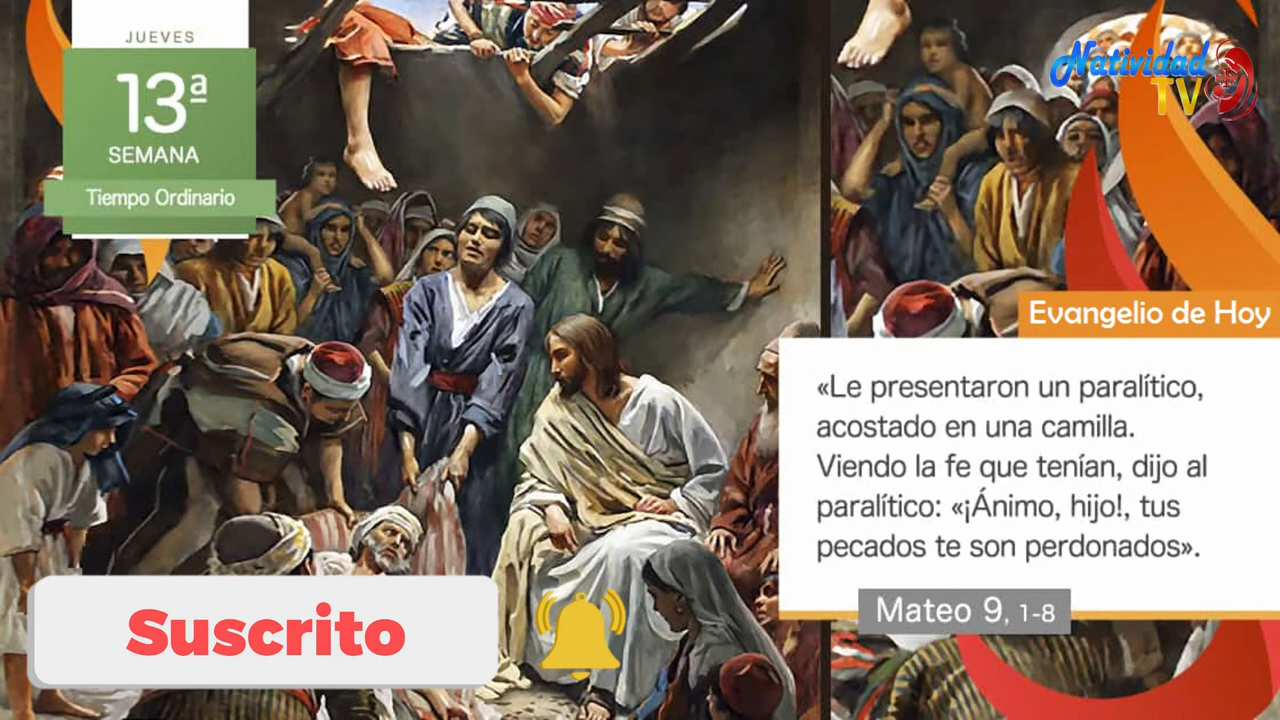 JUEVES
13ª
SEMANA
Tiempo Ordinario
Natividad
TV
Evangelio de Hoy
«Le presentaron un paralítico,
acostado en una camilla.
Viendo la fe que tenían, dijo al
paralítico: «¡Ánimo, hijo!, tus
pecados te son perdonados».
Mateo 9, 1-8
Suscrito